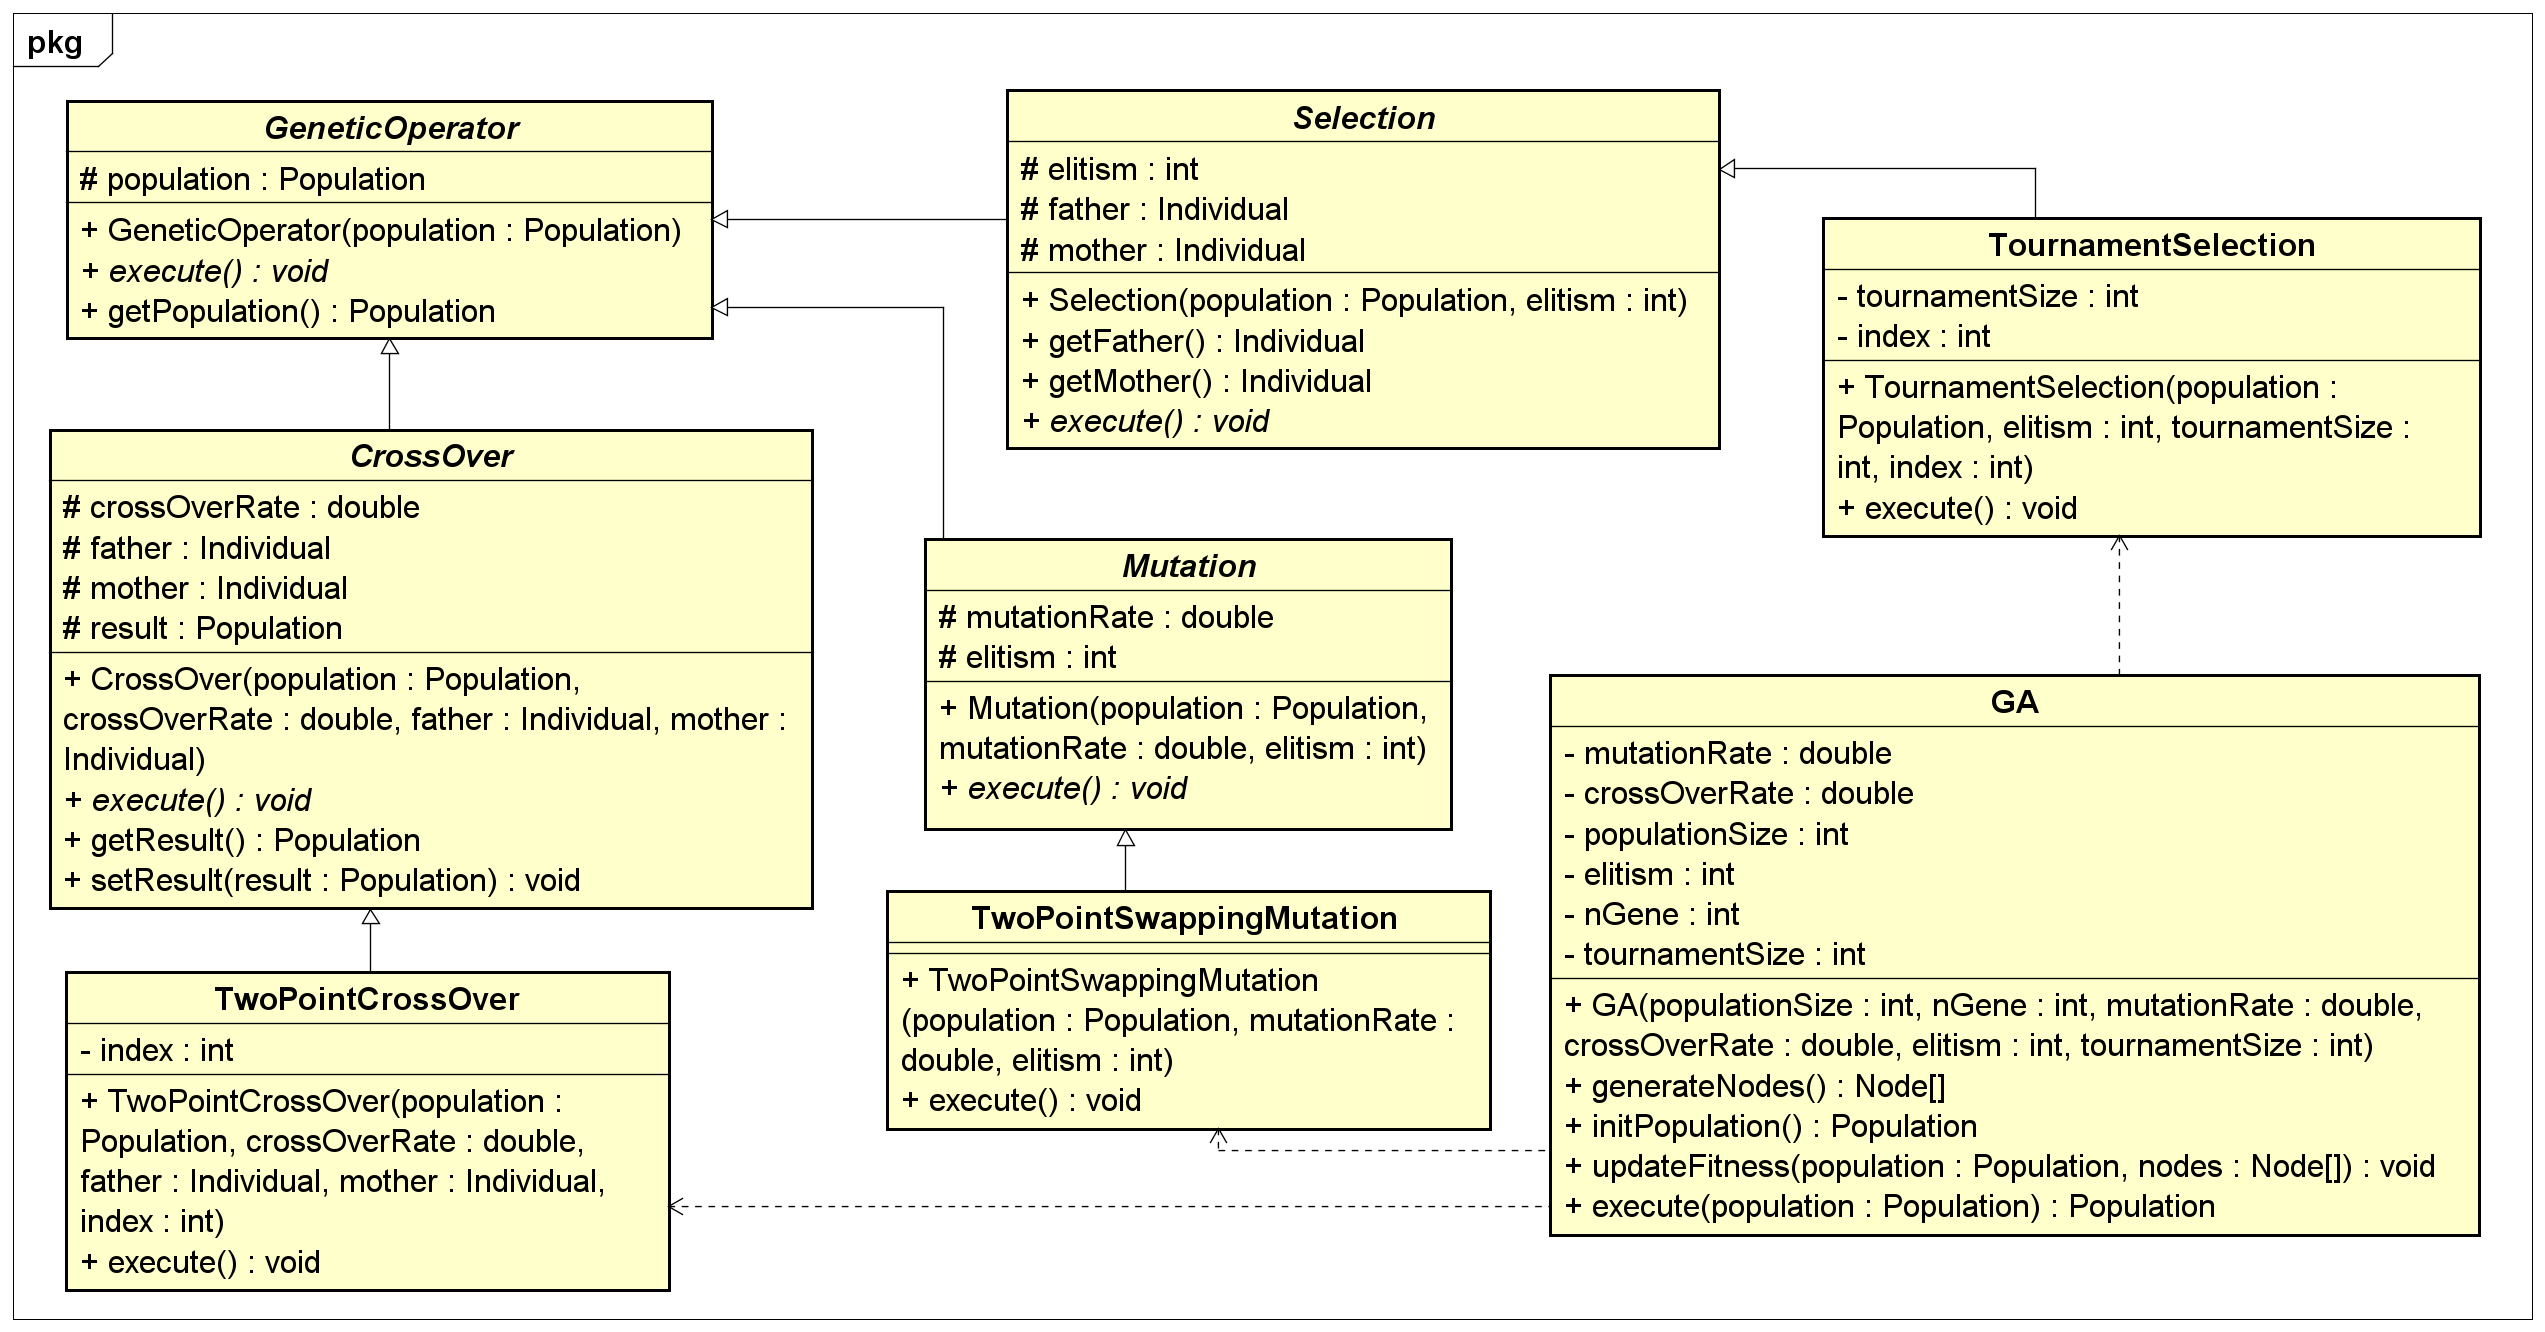 pkg
GeneticOperator
# population : Population
+ GeneticOperator(population : Population)
+ execute() : void
+ getPopulation() : Population
Selection
# elitism : int
# father : Individual
# mother : Individual
+ Selection(population : Population, elitism : int)
+ getFather() : Individual
+ getMother() : Individual
+ execute() : void
TournamentSelection
- tournamentSize : int
- index : int
+ TournamentSelection(population :
Population, elitism : int, tournamentSize :
int, index : int)
+ execute() : void
CrossOver
# crossOverRate : double
# father : Individual
# mother : Individual
# result : Population
+ CrossOver(population : Population,
crossOverRate : double, father : Individual, mother :
Individual)
+ execute() : void
+ getResult() : Population
+ setResult(result : Population) : void
Mutation
# mutationRate : double
# elitism : int
+ Mutation(population : Population,
mutationRate : double, elitism : int)
+ execute() : void
GA
- mutationRate : double
- crossOverRate : double
- populationSize : int
- elitism : int
- nGene : int
- tournamentSize : int
+ GA(populationSize : int, nGene : int, mutationRate : double,
crossOverRate : double, elitism : int, tournamentSize : int)
+ generateNodes() : Node[]
+ initPopulation() : Population
+ updateFitness(population : Population, nodes : Node[]) : void
+ execute(population : Population) : Population
TwoPointSwappingMutation
+ TwoPointSwappingMutation
(population : Population, mutationRate :
double, elitism : int)
+ execute() : void
TwoPointCrossOver
- index : int
+ TwoPointCrossOver(population :
Population, crossOverRate : double,
father : Individual, mother : Individual,
index : int)
+ execute() : void